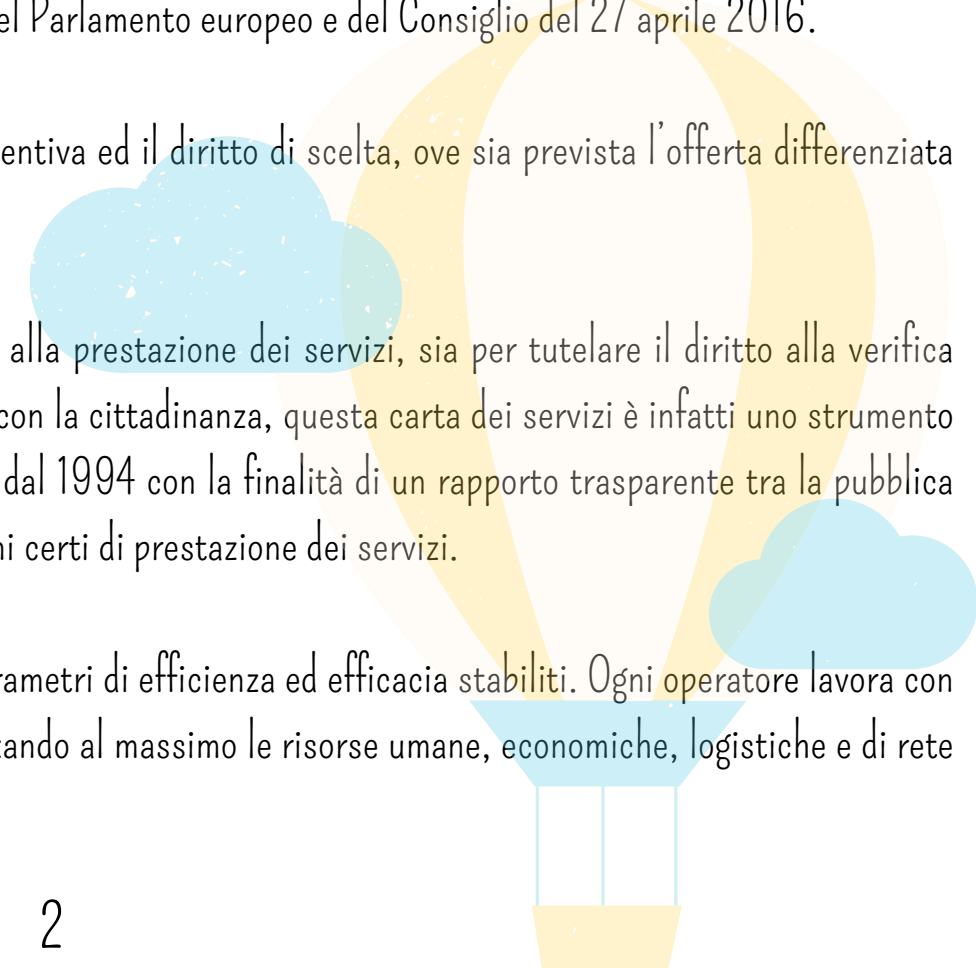 el Parlamento europeo e del Consiglio del 27 aprile 2016.
entiva ed il diritto di scelta, ove sia prevista l'offerta differenziata
alla prestazione dei servizi, sia per tutelare il diritto alla verifica
con la cittadinanza, questa carta dei servizi è infatti uno strumento
dal 1994 con la finalità di un rapporto trasparente tra la pubblica
ni certi di prestazione dei servizi.
rametri di efficienza ed efficacia stabiliti. Ogni operatore lavora con
zando al massimo le risorse umane, economiche, logistiche e di rete
2